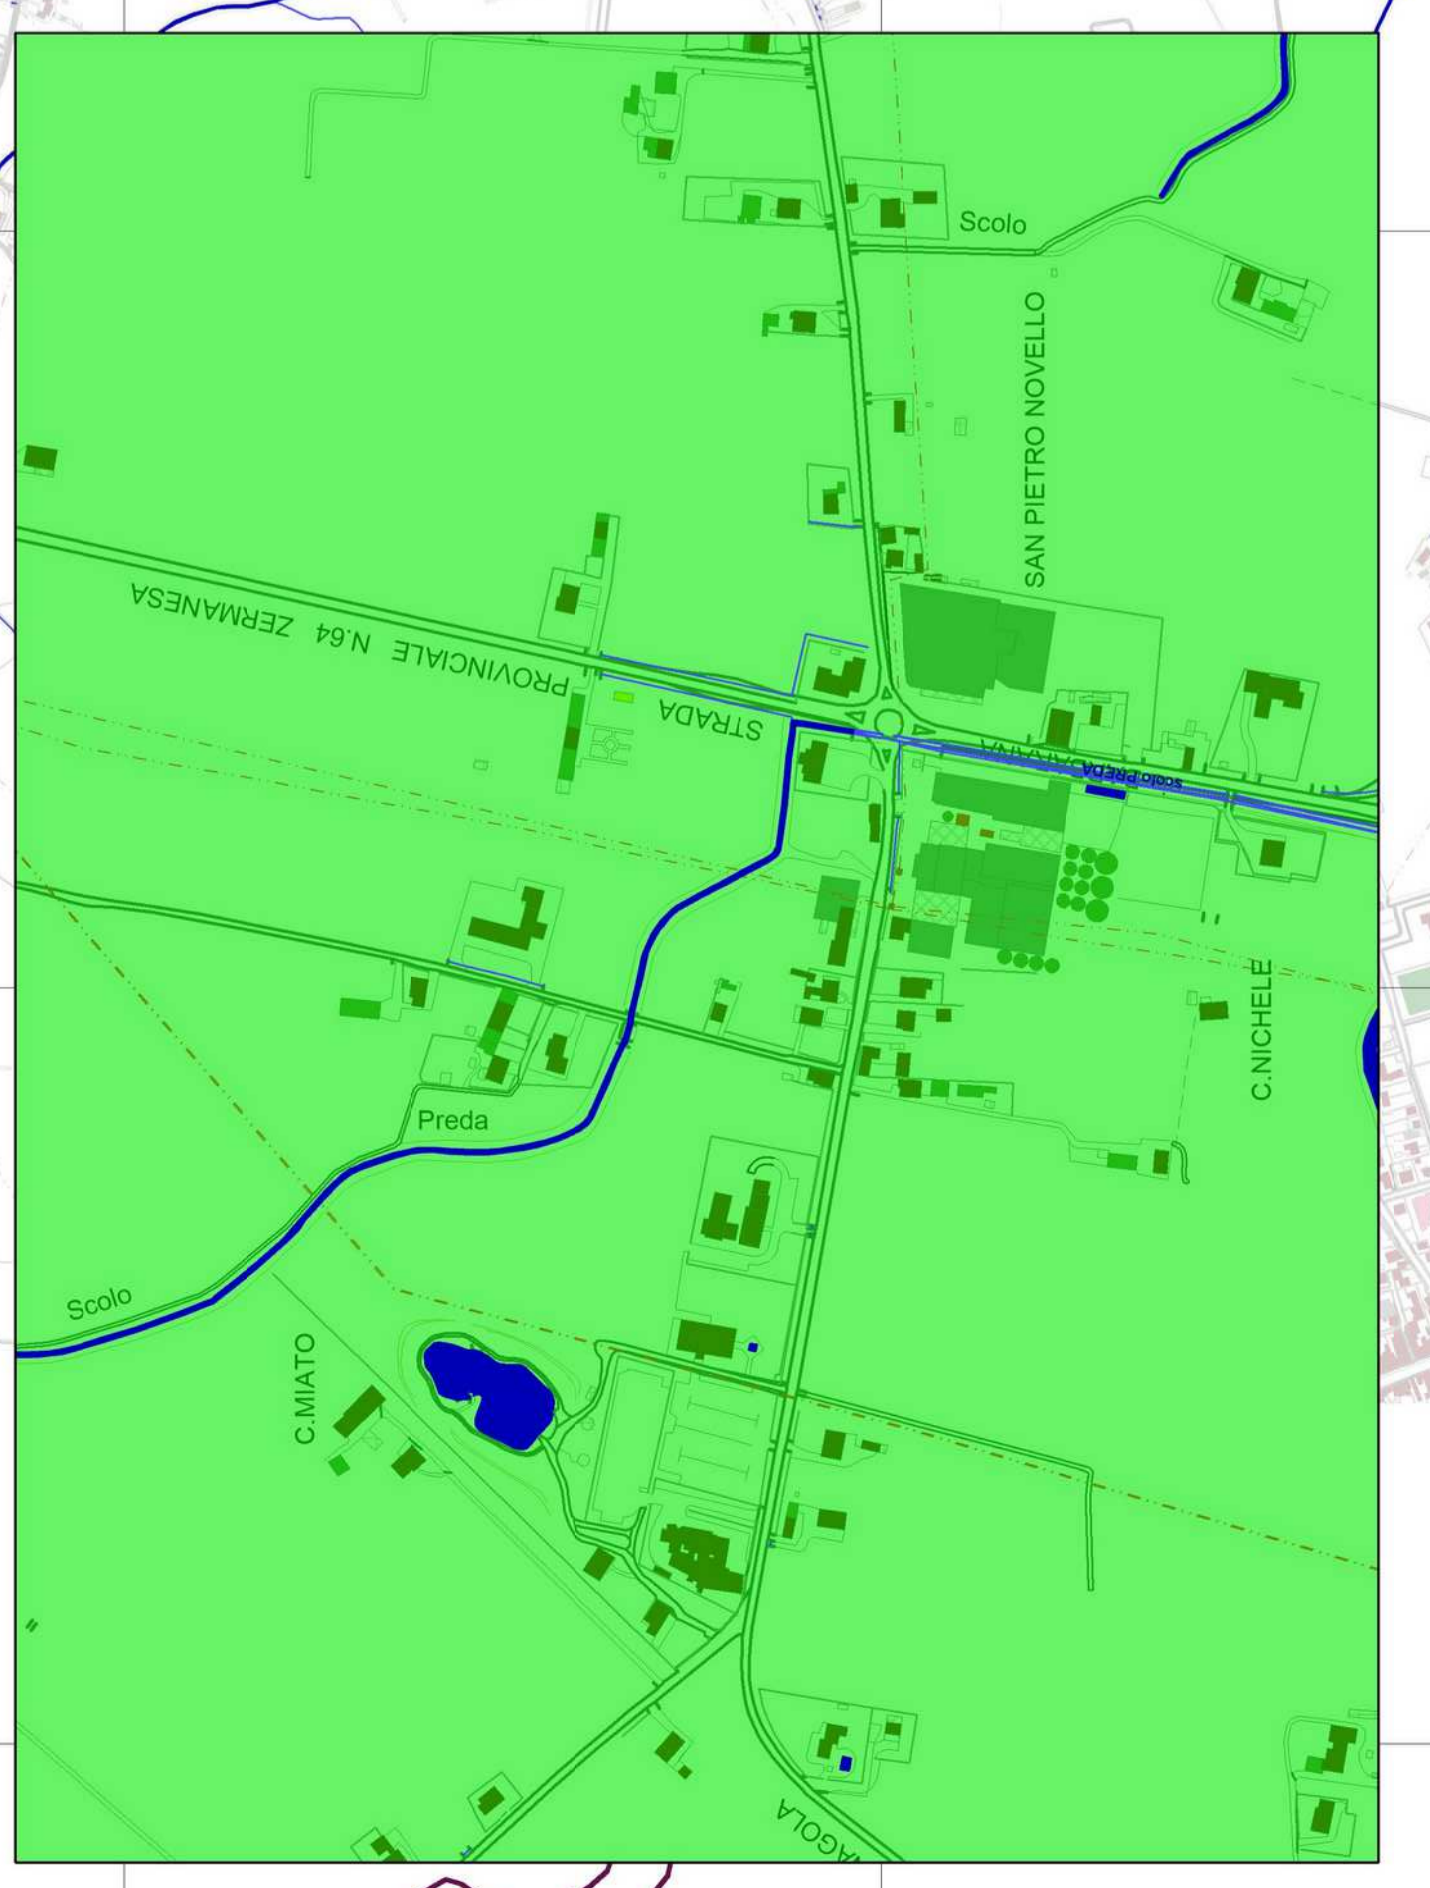 Scolo
SAN PIETRO NOVELLO
STRADA PROVINCIALE N.64 ZERMANESA
scolo PREDA
C.NICHELE
Preda
Scolo
C.MIATO